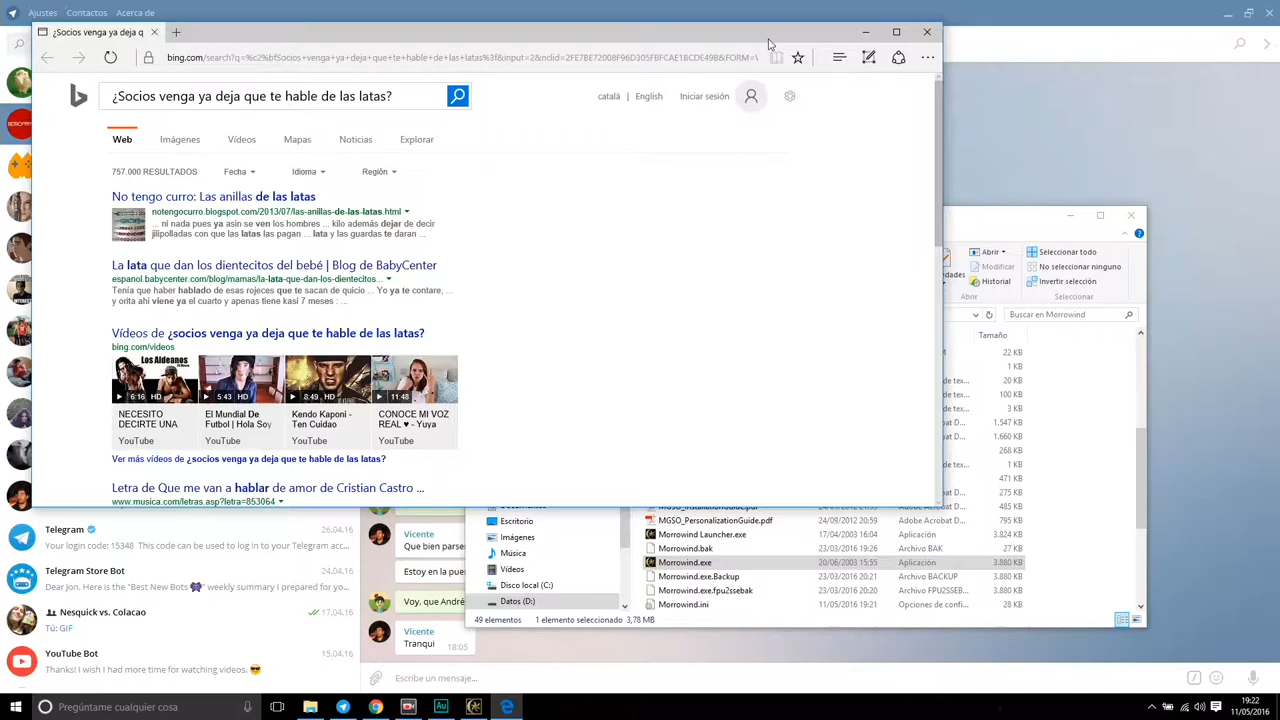 Ajustes Contactos Acerca de
¿Socios venga ya deja q
bing.com/search?q=%c2%bfSocios+venga+ya+deja+que+te+hable+de+las+latas%3f&input=2&nclid=2FE7BE72008F96D305FBFCAE1BCDE49B&FORM=
¿Socios venga ya deja que te hable de las latas?
català | English Iniciar sesión
Web Imágenes Vídeos Mapas Noticias Explorar
757.000 RESULTADOS Fecha Idioma Región
No tengo curro: Las anillas de las latas
notengocurro.blogspot.com/2013/07/las-anillas-de-las-latas.html
... ni nada pues ya asin se ven los hombres ... kilo además dejar de decir
jilipolladas con que las latas las pagan ... lata y las guardas te daran ...
La lata que dan los dientecitos del bebé | Blog de BabyCenter
espanol.babycenter.com/blog/mamas/la-lata-que-dan-los-dientecitos...
Tenía que haber hablado de esas rojeces que te sacan de quicio ... Yo ya te contare, ...
y orita ahi viene ya el cuarto y apenas tiene kasi 7 meses : ...
Vídeos de ¿socios venga ya deja que te hable de las latas?
bing.com/videos
Los Aldeanos
6:16 HD 5:43 HD 8:49 HD 11:48
NECESITO El Mundial De Kendo Kaponi - CONOCE MI VOZ
DECIRTE UNA Futbol | Hola Soy Ten Cuidao REAL ♥ - Yuya
YouTube YouTube YouTube YouTube
Ver más vídeos de ¿socios venga ya deja que te hable de las latas?
Letra de Que me van a hablar de amor de Cristian Castro ...
www.musica.com/letras.asp?letra=853064
Abrir Seleccionar todo
Modificar No seleccionar ninguno
Historial Invertir selección
Abrir Seleccionar
Buscar en Morrowind
Tamaño
22 KB
1 KB
de tex... 20 KB
de tex... 100 KB
de tex... 3 KB
bat D... 1.547 KB
bat D... 1.660 KB
268 KB
de tex... 1 KB
bat D... 471 KB
bat D... 275 KB
bat D... 485 KB
Escritorio MGSO_PersonalizationGuide.pdf 24/09/2012 20:59 Adobe Acrobat D... 795 KB
Imágenes Morrowind Launcher.exe 17/04/2003 16:04 Aplicación 3.824 KB
Música Morrowind.bak 23/03/2016 19:26 Archivo BAK 27 KB
Vídeos Morrowind.exe 20/06/2003 15:55 Aplicación 3.880 KB
Morrowind.exe.Backup 23/03/2016 20:21 Archivo BACKUP 3.880 KB
Disco local (C:) Morrowind.exe.fpu2ssebak 23/03/2016 20:21 Archivo FPU2SSEB... 3.880 KB
Datos (D:) Morrowind.ini 11/05/2016 19:21 Opciones de confi... 28 KB
49 elementos 1 elemento seleccionado 3,78 MB
Telegram 26.04.16
Your login code: 15348 This code can be used to log in to your Telegram acc...
Telegram Store Bot 24.04.16
Dear Jon, Here is the "Best New Bots 👾" weekly summary I prepared for yo...
Nesquick vs. Colacao 17.04.16
Tú: GIF
YouTube Bot 15.04.16
Thanks! I wish I had more time for watching videos. 😎
Vicente
Que bien parse
Estoy en la puer
Voy, que André
Vicente
Tranqui
18:05
Escribe un mensaje...
Pregúntame cualquier cosa
Au
19:22
11/05/2016